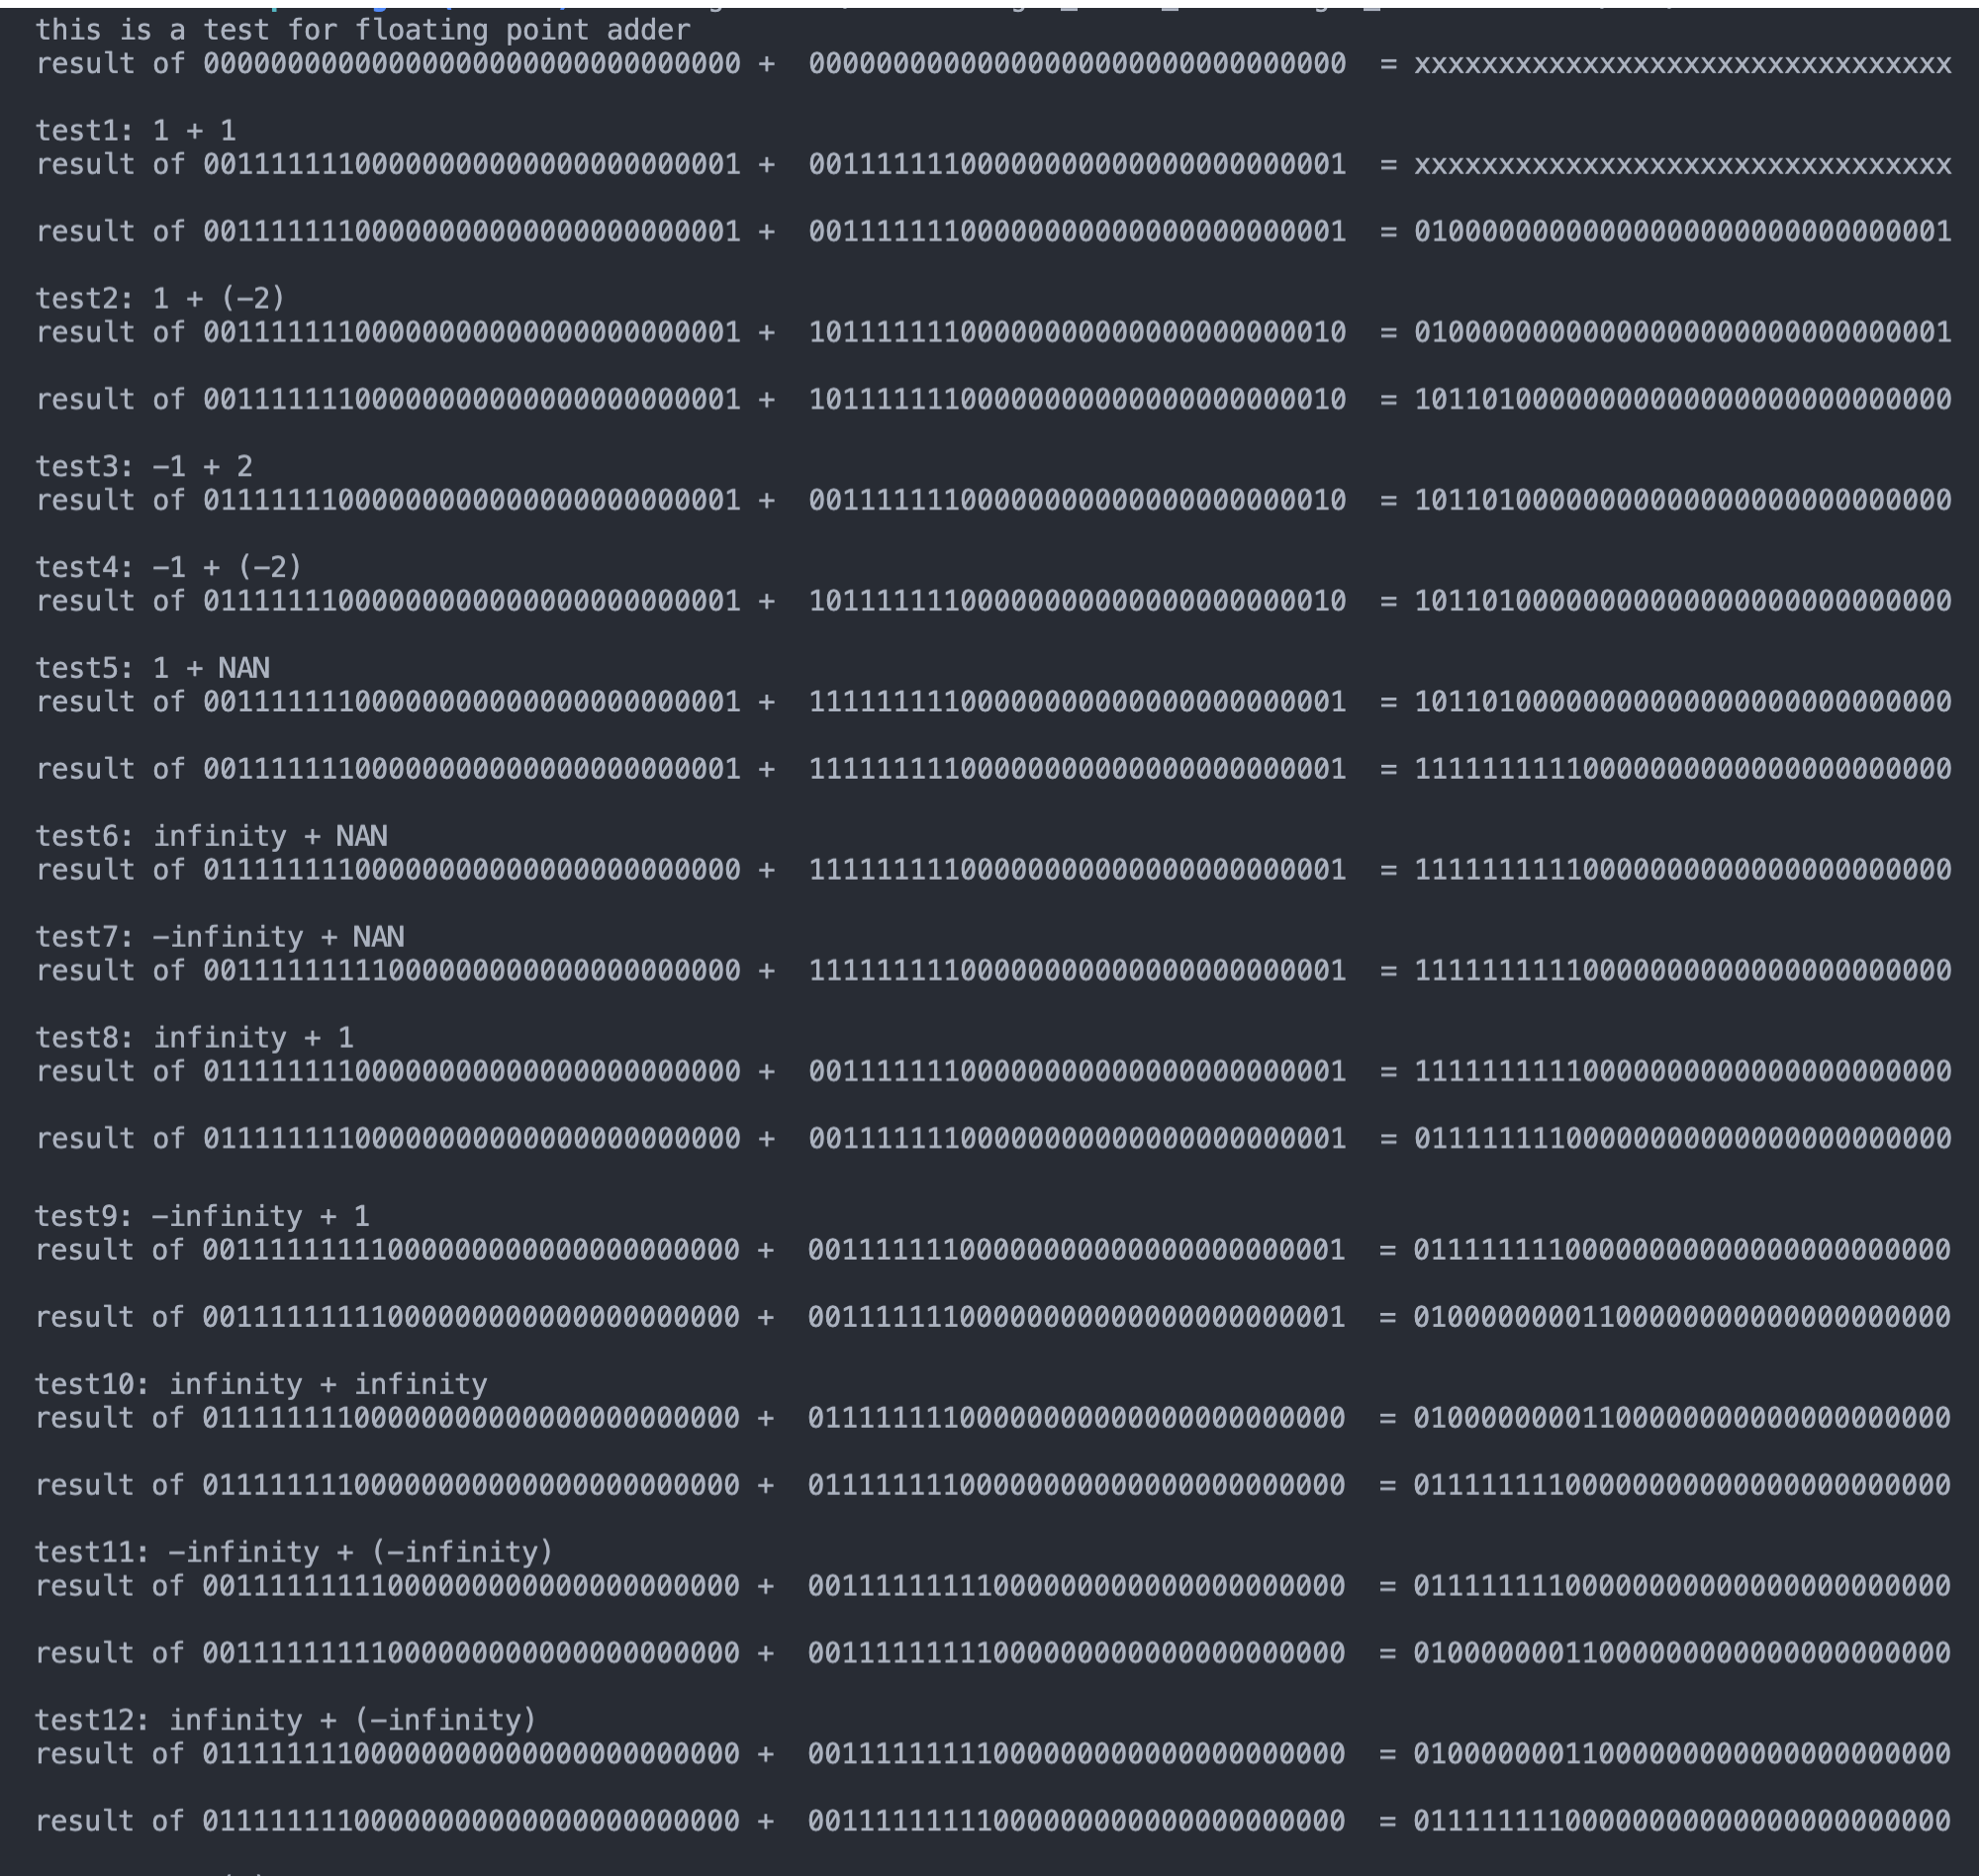 this is a test for floating point adder
result of 00000000000000000000000000000000 + 00000000000000000000000000000000 = xxxxxxxxxxxxxxxxxxxxxxxxxxxxxxxx
test1: 1 + 1
result of 00111111100000000000000000000001 + 00111111100000000000000000000001 = xxxxxxxxxxxxxxxxxxxxxxxxxxxxxxxx
result of 00111111100000000000000000000001 + 00111111100000000000000000000001 = 01000000000000000000000000000001
test2: 1 + (-2)
result of 00111111100000000000000000000001 + 10111111100000000000000000000010 = 01000000000000000000000000000001
result of 00111111100000000000000000000001 + 10111111100000000000000000000010 = 10110100000000000000000000000000
test3: -1 + 2
result of 01111111000000000000000000000001 + 00111111100000000000000000000010 = 10110100000000000000000000000000
test4: -1 + (-2)
result of 01111111000000000000000000000001 + 10111111100000000000000000000010 = 10110100000000000000000000000000
test5: 1 + NAN
result of 00111111100000000000000000000001 + 11111111100000000000000000000001 = 10110100000000000000000000000000
result of 00111111100000000000000000000001 + 11111111100000000000000000000001 = 11111111110000000000000000000000
test6: infinity + NAN
result of 01111111100000000000000000000000 + 11111111100000000000000000000001 = 11111111110000000000000000000000
test7: -infinity + NAN
result of 00111111111000000000000000000000 + 11111111100000000000000000000001 = 11111111110000000000000000000000
test8: infinity + 1
result of 01111111100000000000000000000000 + 00111111100000000000000000000001 = 11111111110000000000000000000000
result of 01111111100000000000000000000000 + 00111111100000000000000000000001 = 01111111100000000000000000000000
test9: -infinity + 1
result of 00111111111000000000000000000000 + 00111111100000000000000000000001 = 01111111100000000000000000000000
result of 00111111111000000000000000000000 + 00111111100000000000000000000001 = 01000000001100000000000000000000
test10: infinity + infinity
result of 01111111100000000000000000000000 + 01111111100000000000000000000000 = 01000000001100000000000000000000
result of 01111111100000000000000000000000 + 01111111100000000000000000000000 = 01111111100000000000000000000000
test11: -infinity + (-infinity)
result of 00111111111000000000000000000000 + 00111111111000000000000000000000 = 01111111100000000000000000000000
result of 00111111111000000000000000000000 + 00111111111000000000000000000000 = 01000000011000000000000000000000
test12: infinity + (-infinity)
result of 01111111100000000000000000000000 + 00111111111000000000000000000000 = 01000000011000000000000000000000
result of 01111111100000000000000000000000 + 00111111111000000000000000000000 = 01111111100000000000000000000000